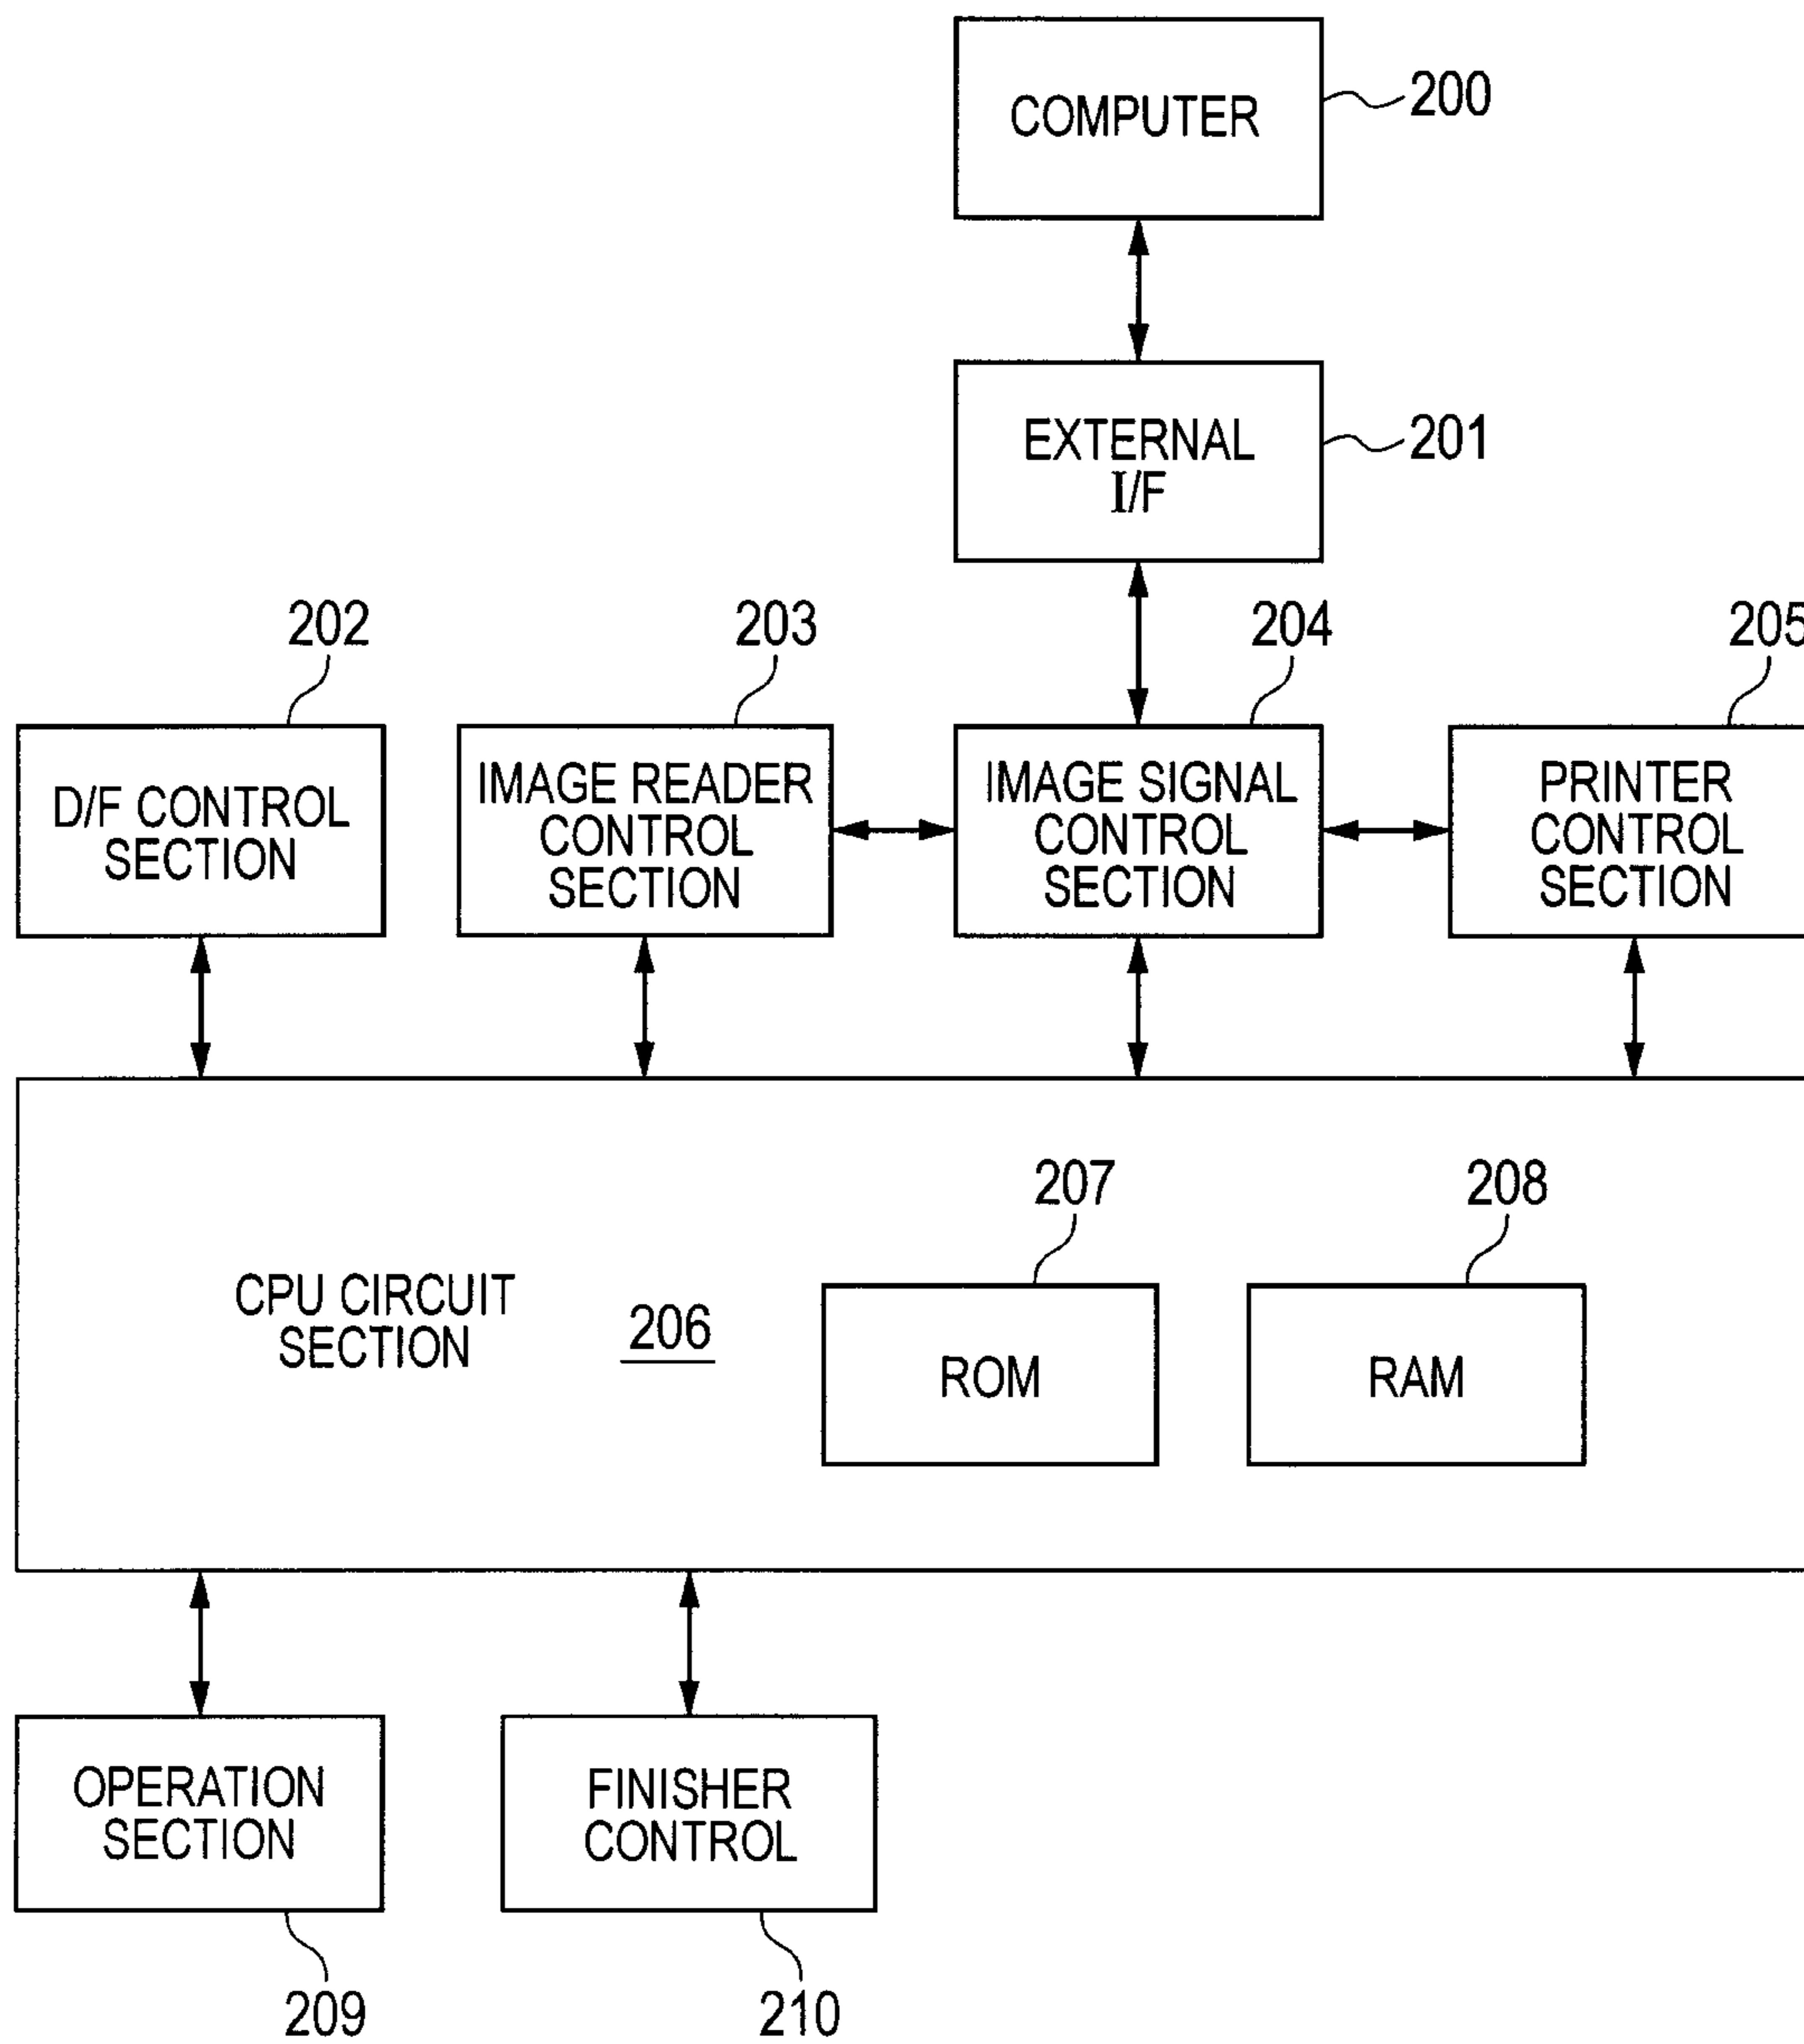 COMPUTER
200
EXTERNAL
I/F
201
202
203
204
205
D/F CONTROL
SECTION
IMAGE READER
CONTROL
SECTION
IMAGE SIGNAL
CONTROL
SECTION
PRINTER
CONTROL
SECTION
CPU CIRCUIT
SECTION
206
207
ROM
208
RAM
OPERATION
SECTION
FINISHER
CONTROL
209
210